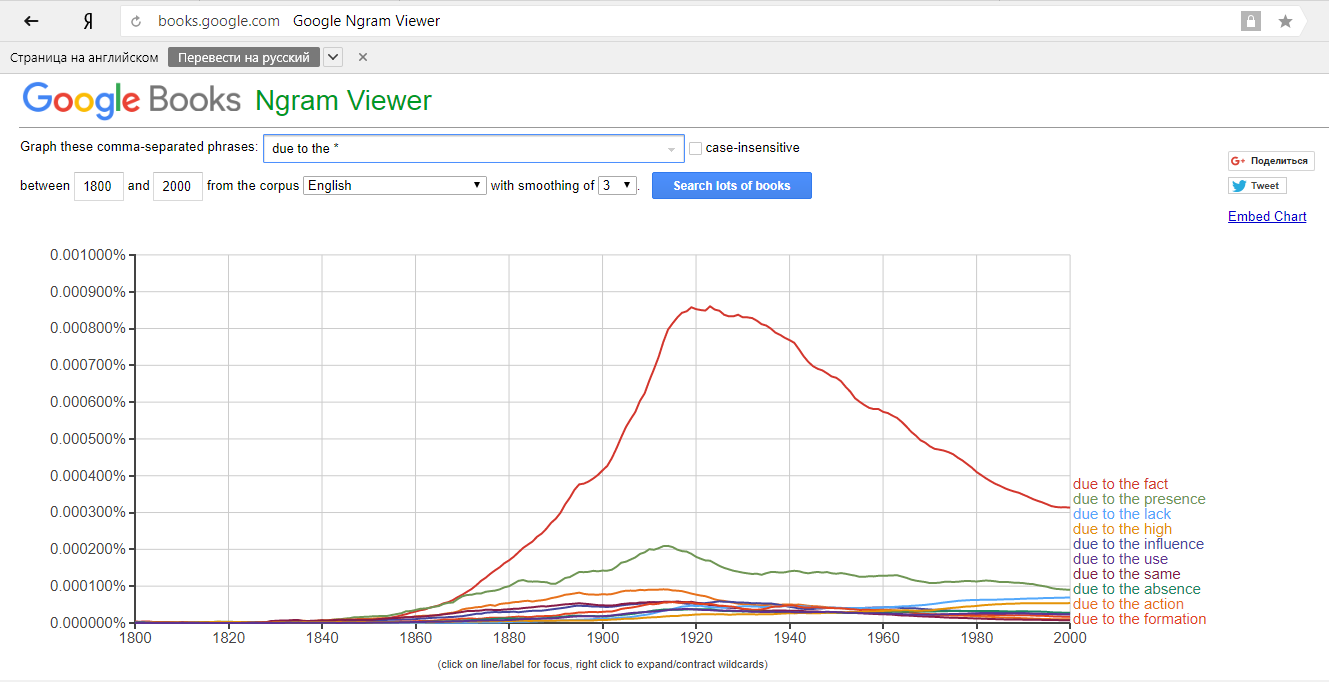 Я books.google.com Google Ngram Viewer
Страница на английском Перевести на русский
Google Books Ngram Viewer
Graph these comma-separated phrases: due to the * case-insensitive
between 1800 and 2000 from the corpus English with smoothing of 3 . Search lots of books
G+ Поделиться
Tweet
Embed Chart
0.001000%
0.000900%
0.000800%
0.000700%
0.000600%
0.000500%
0.000400%
0.000300%
0.000200%
0.000100%
0.000000%
1800 1820 1840 1860 1880 1900 1920 1940 1960 1980 2000
due to the fact
due to the presence
due to the lack
due to the high
due to the influence
due to the use
due to the same
due to the absence
due to the action
due to the formation
(click on line/label for focus, right click to expand/contract wildcards)